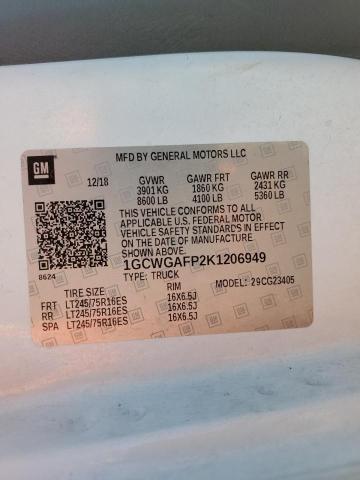 GM
MFD BY GENERAL MOTORS LLC
12/18 GVWR GAWR FRT GAWR RR
3901 KG 1860 KG 2431 KG
8600 LB 4100 LB 5360 LB
THIS VEHICLE CONFORMS TO ALL
APPLICABLE U.S. FEDERAL MOTOR
VEHICLE SAFETY STANDARDS IN EFFECT
ON THE DATE OF MANUFACTURE
SHOWN ABOVE
8624
1GCWGAFP2K1206949
TYPE: TRUCK MODEL: 29CG23405
TIRE SIZE RIM
FRT LT245/75R16ES 16X6.5J
RR LT245/75R16ES 16X6.5J
SPA LT245/75R16ES 16X6.5J